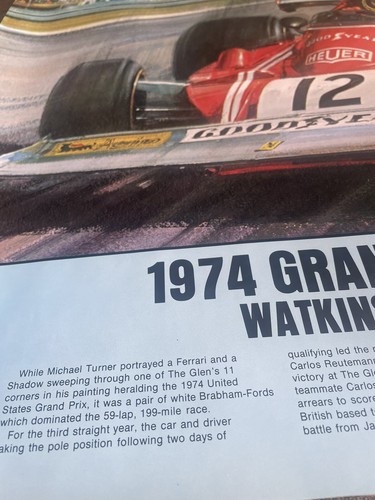 GOODYEAR
HEUER
12
GOODYEA
1974 GRAN
WATKINS
While Michael Turner portrayed a Ferrari and a
Shadow sweeping through one of The Glen's 11
corners in his painting heralding the 1974 United
States Grand Prix, it was a pair of white Brabham-Fords
which dominated the 59-lap, 199-mile race.
For the third straight year, the car and driver
aking the pole position following two days of
qualifying led the
Carlos Reuteman
victory at The Gl
teammate Carlos
arrears to score
British based t
battle from Ja